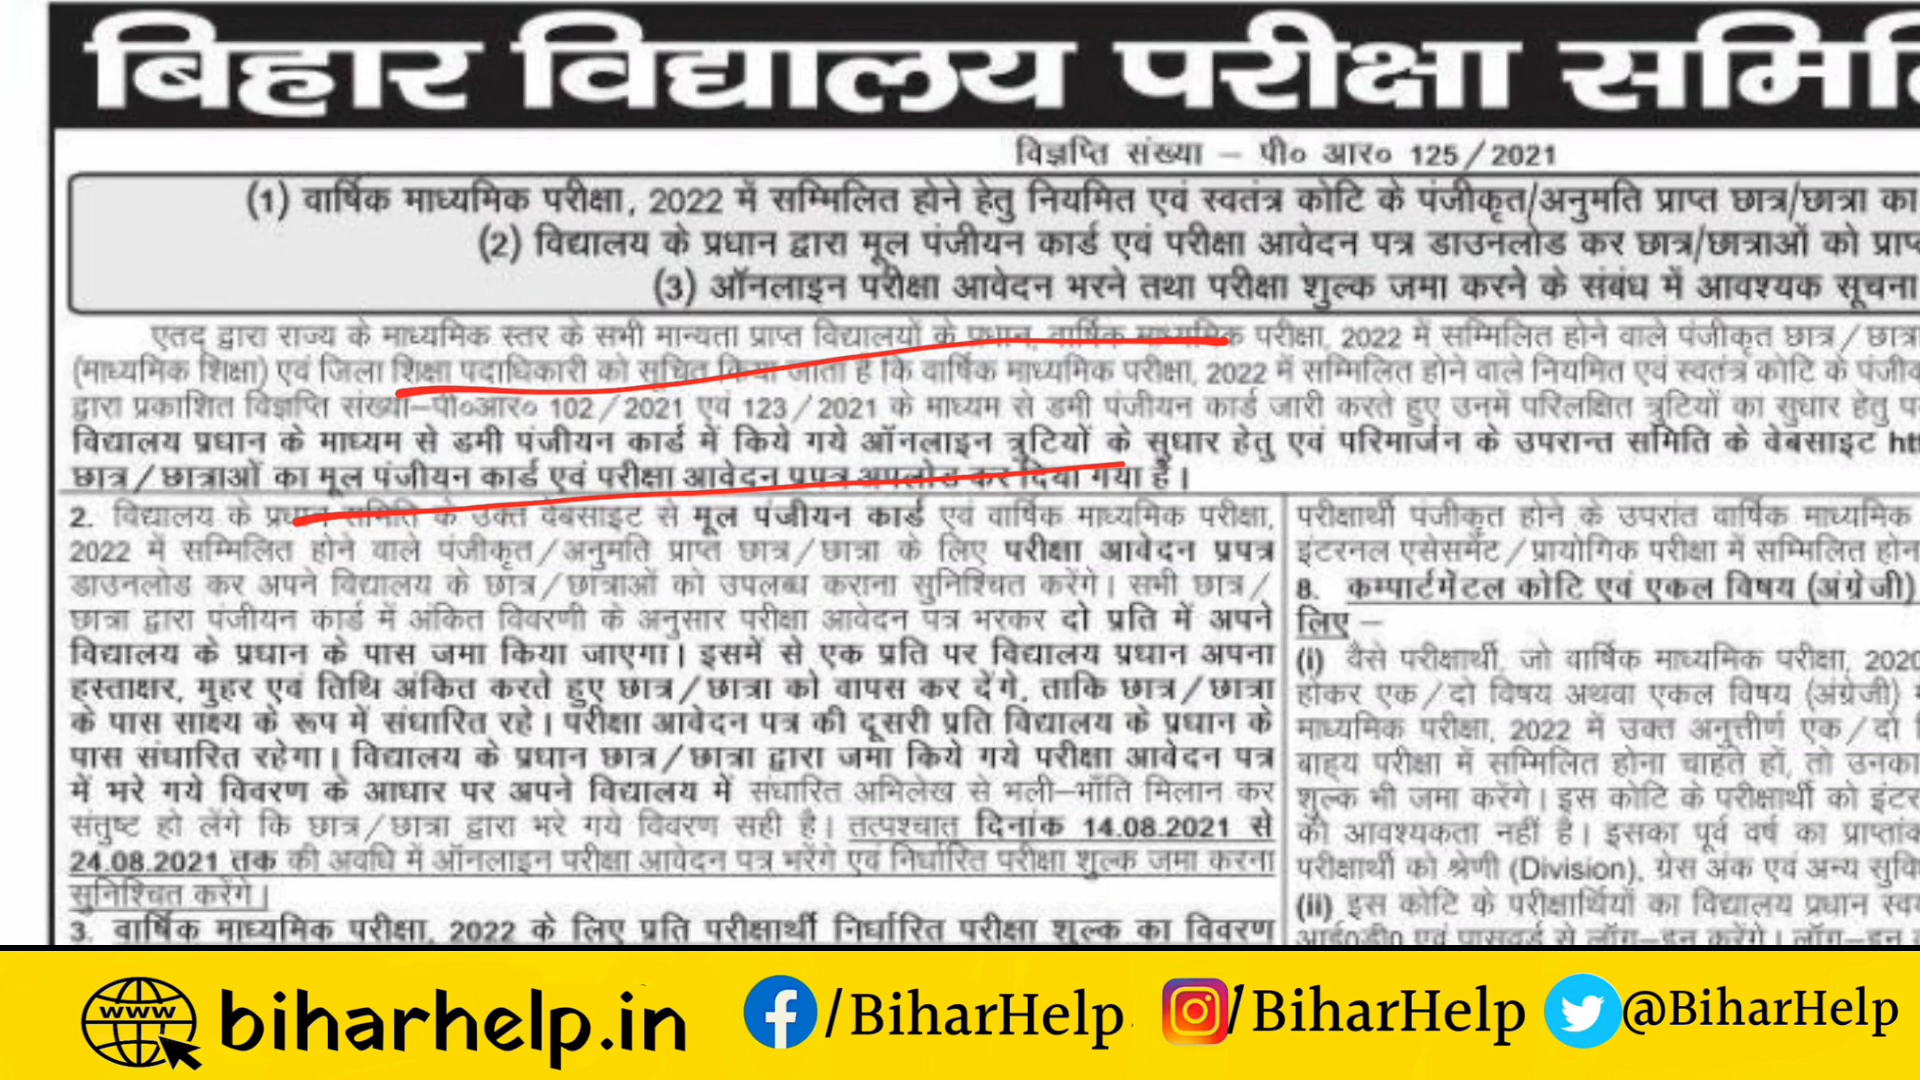 बिहार विद्यालय परीक्षा समिति
विज्ञप्ति संख्या – पी० आर० 125/2021
(1) वार्षिक माध्यमिक परीक्षा, 2022 में सम्मिलित होने हेतु नियमित एवं स्वतंत्र कोटि के पंजीकृत/अनुमति प्राप्त छात्र/छात्रा का
(2) विद्यालय के प्रधान द्वारा मूल पंजीयन कार्ड एवं परीक्षा आवेदन पत्र डाउनलोड कर छात्र/छात्राओं को
(3) ऑनलाइन परीक्षा आवेदन भरने तथा परीक्षा शुल्क जमा करने के संबंध में आवश्यक सूचना
एतद् द्वारा राज्य के माध्यमिक स्तर के सभी मान्यता प्राप्त विद्यालयों के प्रधान, वार्षिक माध्यमिक परीक्षा, 2022 में सम्मिलित होने वाले पंजीकृत छात्र/छात्रा
(माध्यमिक शिक्षा) एवं जिला शिक्षा पदाधिकारी को सूचित किया जाता है कि वार्षिक माध्यमिक परीक्षा, 2022 में सम्मिलित होने वाले नियमित एवं स्वतंत्र कोटि के
द्वारा प्रकाशित विज्ञप्ति संख्या–पी०आर० 102/2021 एवं 123/2021 के माध्यम से डमी पंजीयन कार्ड जारी करते हुए उनमें परिलक्षित त्रुटियों का सुधार हेतु
विद्यालय प्रधान के माध्यम से डमी पंजीयन कार्ड में किये गये ऑनलाइन त्रुटियों के सुधार हेतु एवं परिमार्जन के उपरान्त समिति के वेबसाइट
छात्र/छात्राओं का मूल पंजीयन कार्ड एवं परीक्षा आवेदन प्रपत्र अपलोड कर दिया गया है।
2. विद्यालय के प्रधान समिति के उक्त वेबसाइट से मूल पंजीयन कार्ड एवं वार्षिक माध्यमिक परीक्षा,
2022 में सम्मिलित होने वाले पंजीकृत/अनुमति प्राप्त छात्र/छात्रा के लिए परीक्षा आवेदन प्रपत्र
डाउनलोड कर अपने विद्यालय के छात्र/छात्राओं को उपलब्ध कराना सुनिश्चित करेंगे। सभी छात्र/
छात्रा द्वारा पंजीयन कार्ड में अंकित विवरणी के अनुसार परीक्षा आवेदन पत्र भरकर दो प्रति में अपने
विद्यालय के प्रधान के पास जमा किया जाएगा। इसमें से एक प्रति पर विद्यालय प्रधान अपना
हस्ताक्षर, मुहर एवं तिथि अंकित करते हुए छात्र/छात्रा को वापस कर देंगे, ताकि छात्र/छात्रा
के पास साक्ष्य के रूप में संधारित रहे। परीक्षा आवेदन पत्र की दूसरी प्रति विद्यालय के प्रधान के
पास संधारित रहेगा। विद्यालय के प्रधान छात्र/छात्रा द्वारा जमा किये गये परीक्षा आवेदन पत्र
में भरे गये विवरण के आधार पर अपने विद्यालय में संधारित अभिलेख से भली–भाँति मिलान कर
संतुष्ट हो लेंगे कि छात्र/छात्रा द्वारा भरे गये विवरण सही है। तत्पश्चात दिनांक 14.08.2021 से
24.08.2021 तक की अवधि में ऑनलाइन परीक्षा आवेदन पत्र भरेंगे एवं निर्धारित परीक्षा शुल्क जमा करना
सुनिश्चित करेंगे।
3. वार्षिक माध्यमिक परीक्षा, 2022 के लिए प्रति परीक्षार्थी निर्धारित परीक्षा शुल्क का विवरण
परीक्षार्थी पंजीकृत होने के उपरांत वार्षिक माध्यमिक
इंटरनल एसेसमेंट/प्रायोगिक परीक्षा में सम्मिलित
8. कम्पार्टमेंटल कोटि एवं एकल विषय (अंग्रेजी)
लिए –
(i) वैसे परीक्षार्थी, जो वार्षिक माध्यमिक परीक्षा, 2020
होकर एक/दो विषय अथवा एकल विषय (अंग्रेजी)
माध्यमिक परीक्षा, 2022 में उक्त अनुत्तीर्ण एक/दो
बाह्य परीक्षा में सम्मिलित होना चाहते हों, तो उनका
शुल्क भी जमा करेंगे। इस कोटि के परीक्षार्थी को
की आवश्यकता नहीं है। इसका पूर्व वर्ष का
परीक्षार्थी को श्रेणी (Division), ग्रेस अंक एवं अन्य
(ii) इस कोटि के परीक्षार्थियों का विद्यालय प्रधान
आई०डी० एवं पासवर्ड से लॉग–इन करेंगे। लॉग–इन
www
biharhelp.in
/BiharHelp
/BiharHelp
@BiharHelp